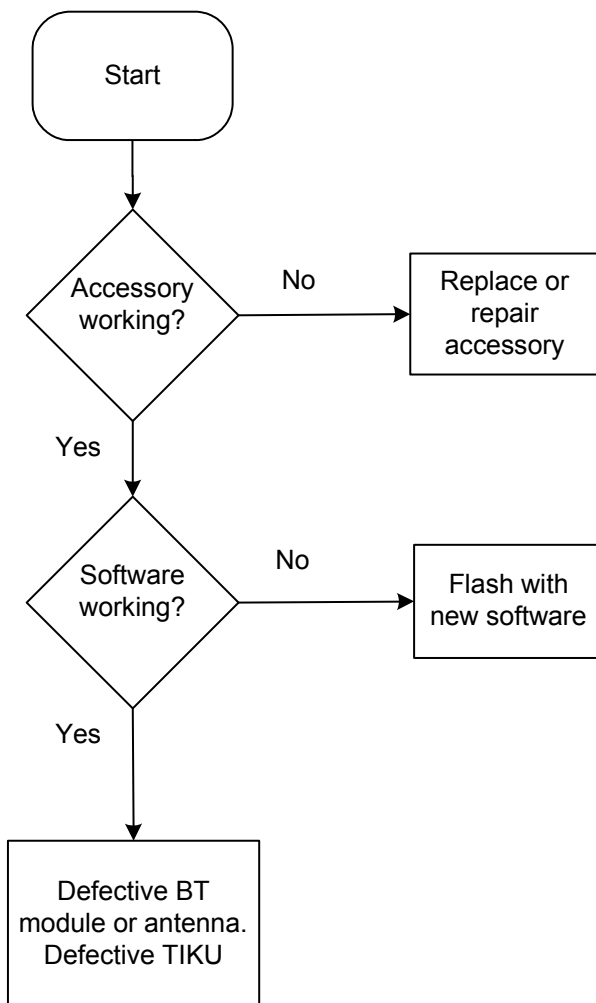 Start
Accessory
working?
No
Replace or
repair
accessory
Yes
Software
working?
No
Flash with
new software
Yes
Defective BT
module or antenna.
Defective TIKU